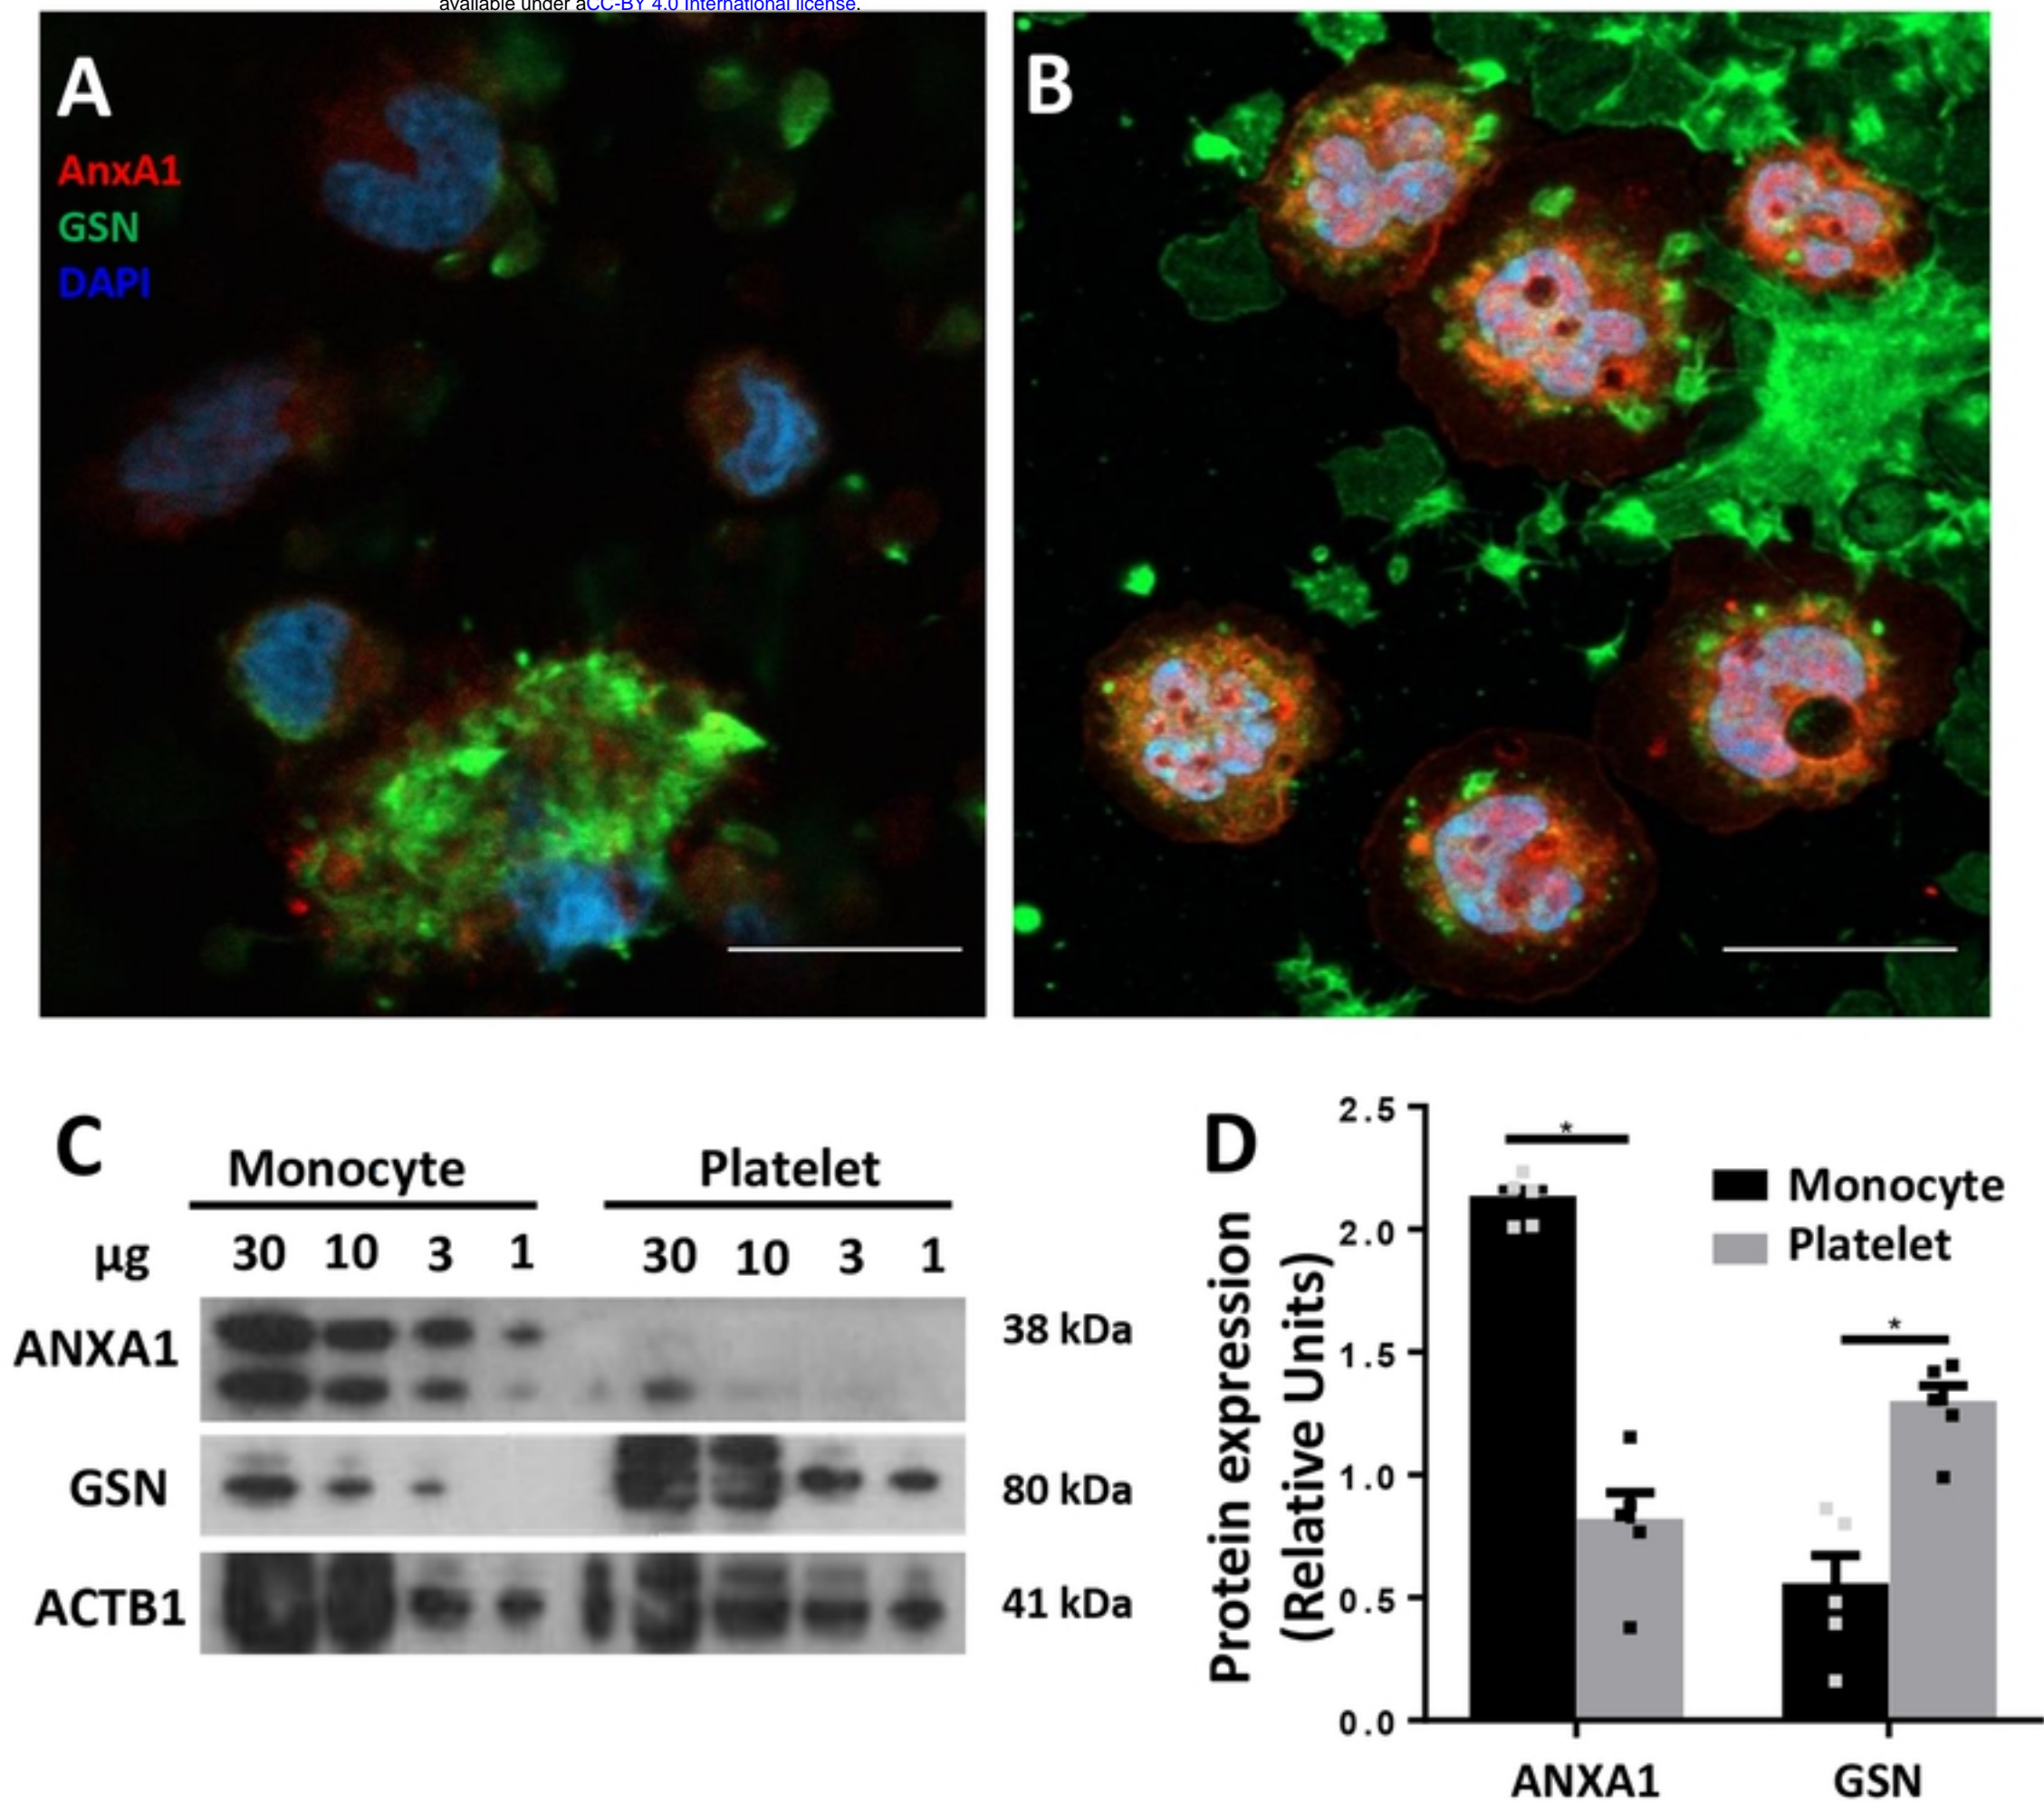 available under aCC-BY 4.0 International license.
A
AnxA1
GSN
DAPI
B
C
Monocyte Platelet
µg 30 10 3 1 30 10 3 1
ANXA1 38 kDa
GSN 80 kDa
ACTB1 41 kDa
D
Protein expression
(Relative Units)
2.5
2.0
1.5
1.0
0.5
0.0
*
*
Monocyte
Platelet
ANXA1 GSN